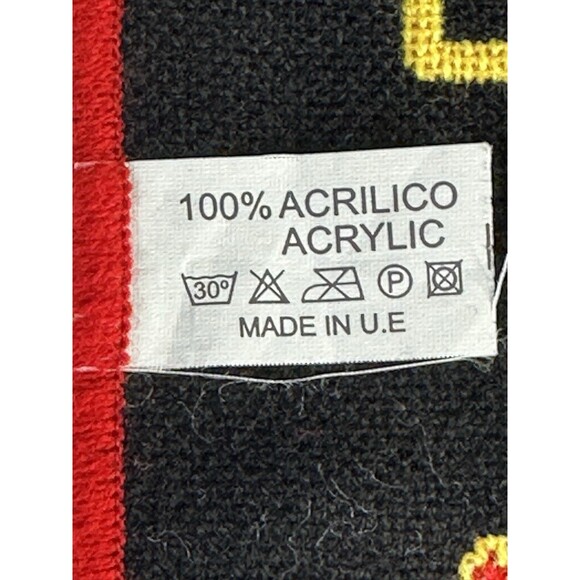 100% ACRILICO
ACRYLIC
30° P
MADE IN U.E